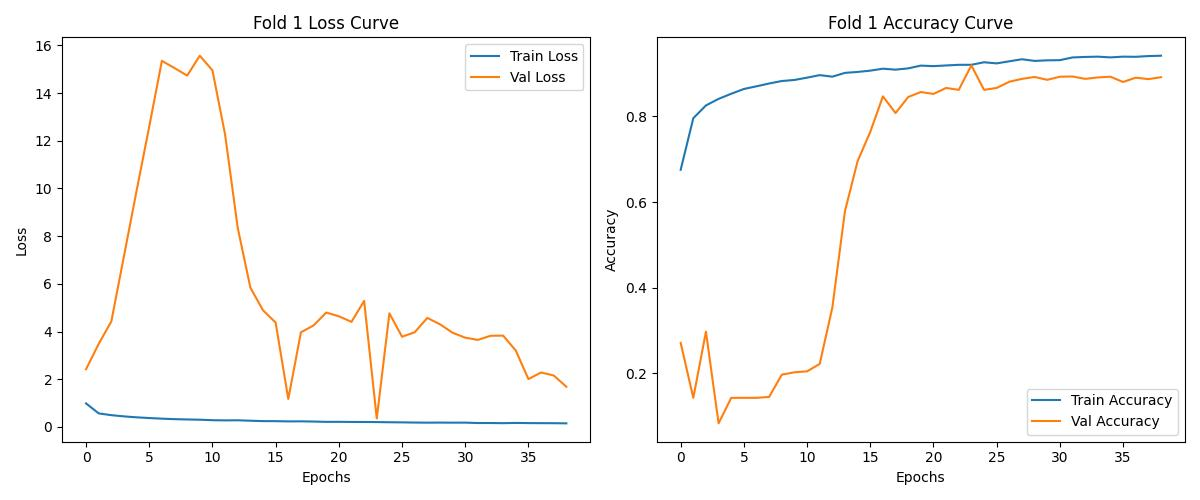 Fold 1 Loss Curve
16
14
12
10
8
6
4
2
0
Loss
0 5 10 15 20 25 30 35
Epochs
Train Loss
Val Loss
Fold 1 Accuracy Curve
0.8
0.6
0.4
0.2
Accuracy
0 5 10 15 20 25 30 35
Epochs
Train Accuracy
Val Accuracy